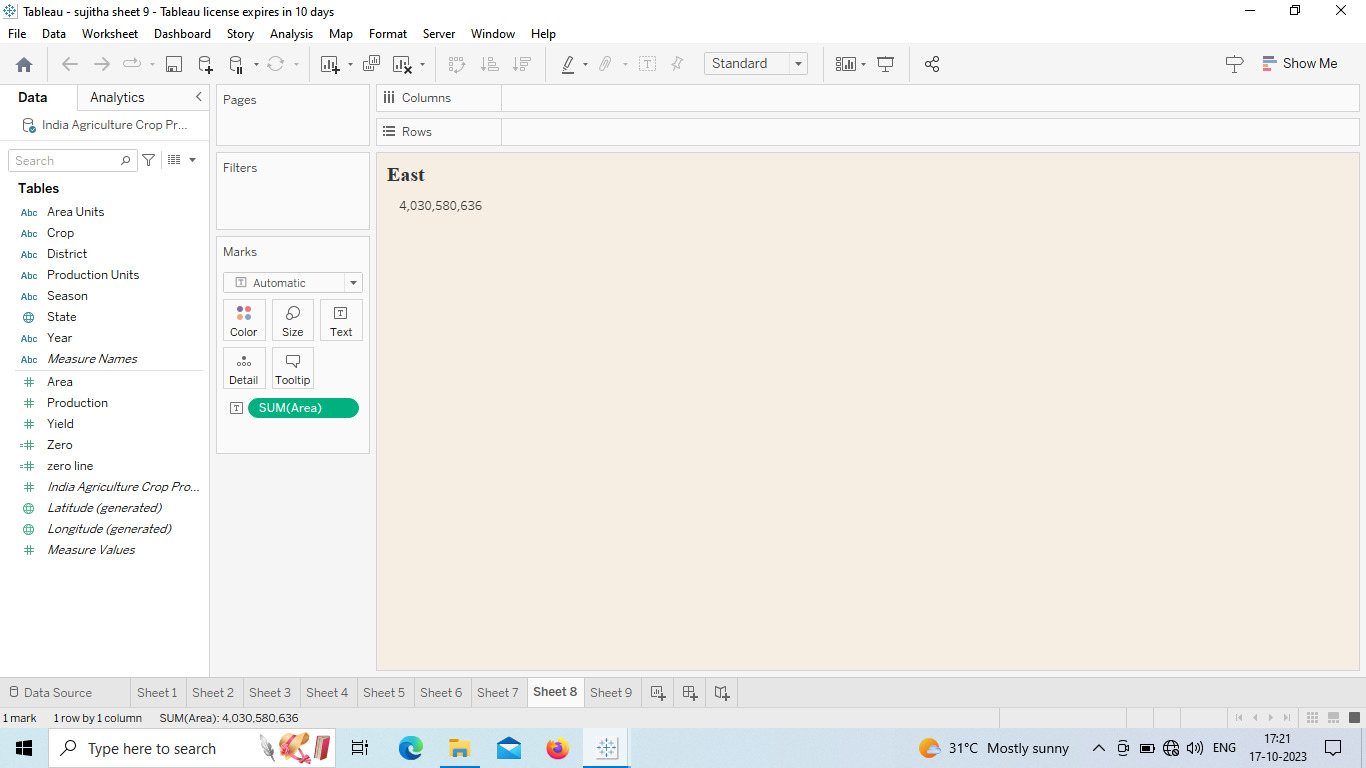 Tableau - sujitha sheet 9 - Tableau license expires in 10 days
File Data Worksheet Dashboard Story Analysis Map Format Server Window Help
Standard Show Me
Data Analytics
India Agriculture Crop Pr...
Search
Tables
Abc Area Units
Abc Crop
Abc District
Abc Production Units
Abc Season
State
Abc Year
Abc Measure Names
# Area
# Production
# Yield
=# Zero
=# zero line
# India Agriculture Crop Pro...
Latitude (generated)
Longitude (generated)
# Measure Values
Pages
Filters
Marks
T Automatic
Color Size Text
Detail Tooltip
T SUM(Area)
Columns
Rows
East
4,030,580,636
Data Source Sheet 1 Sheet 2 Sheet 3 Sheet 4 Sheet 5 Sheet 6 Sheet 7 Sheet 8 Sheet 9
1 mark 1 row by 1 column SUM(Area): 4,030,580,636
Type here to search 31°C Mostly sunny ENG 17:21
17-10-2023